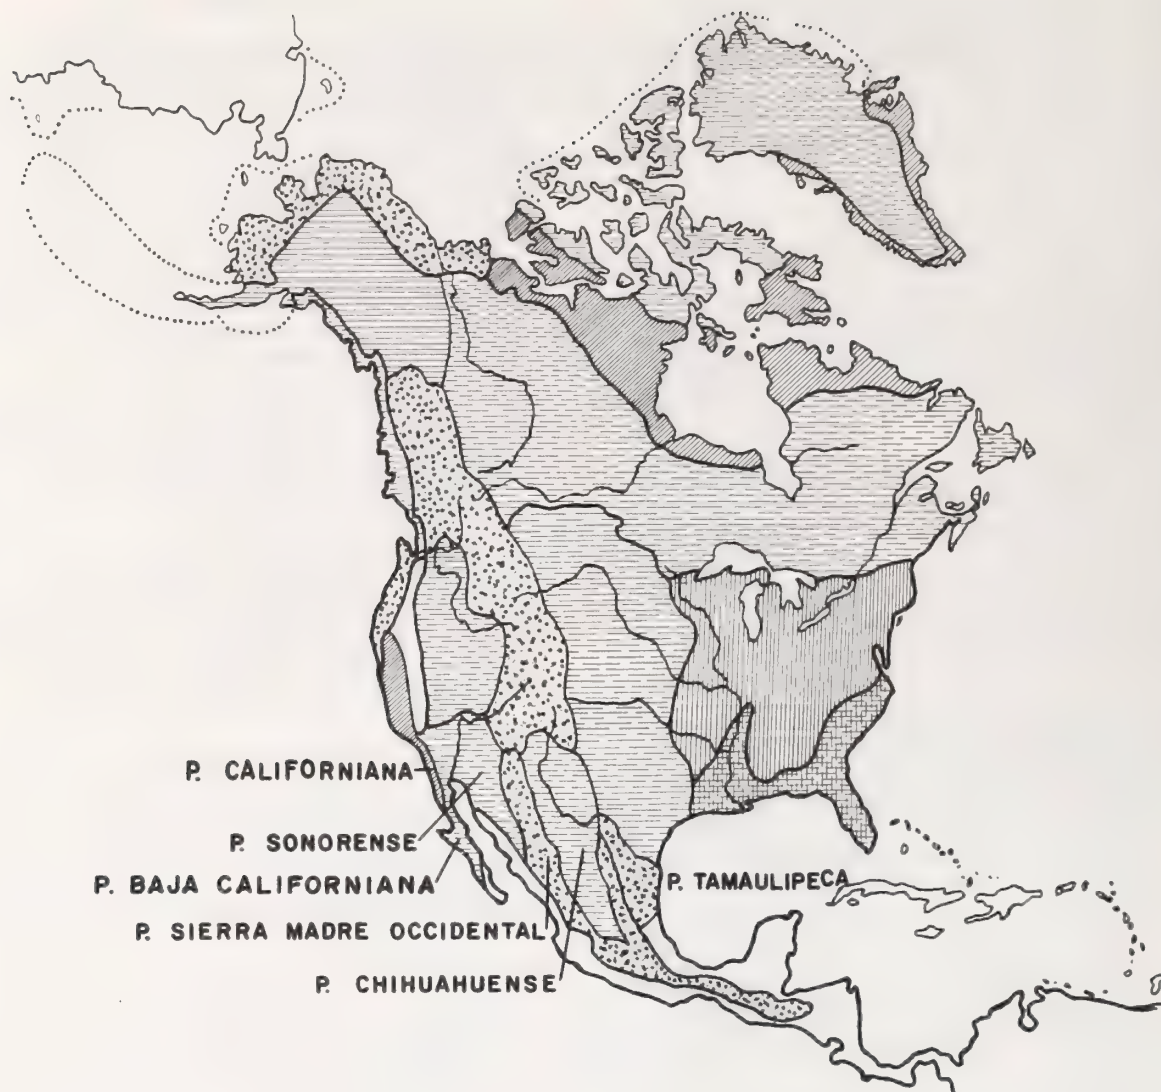 P. CALIFORNIANA
P. SONORENSE
P. BAJA CALIFORNIANA
P. TAMAULIPECA
P. SIERRA MADRE OCCIDENTAL
P. CHIHUAHUENSE